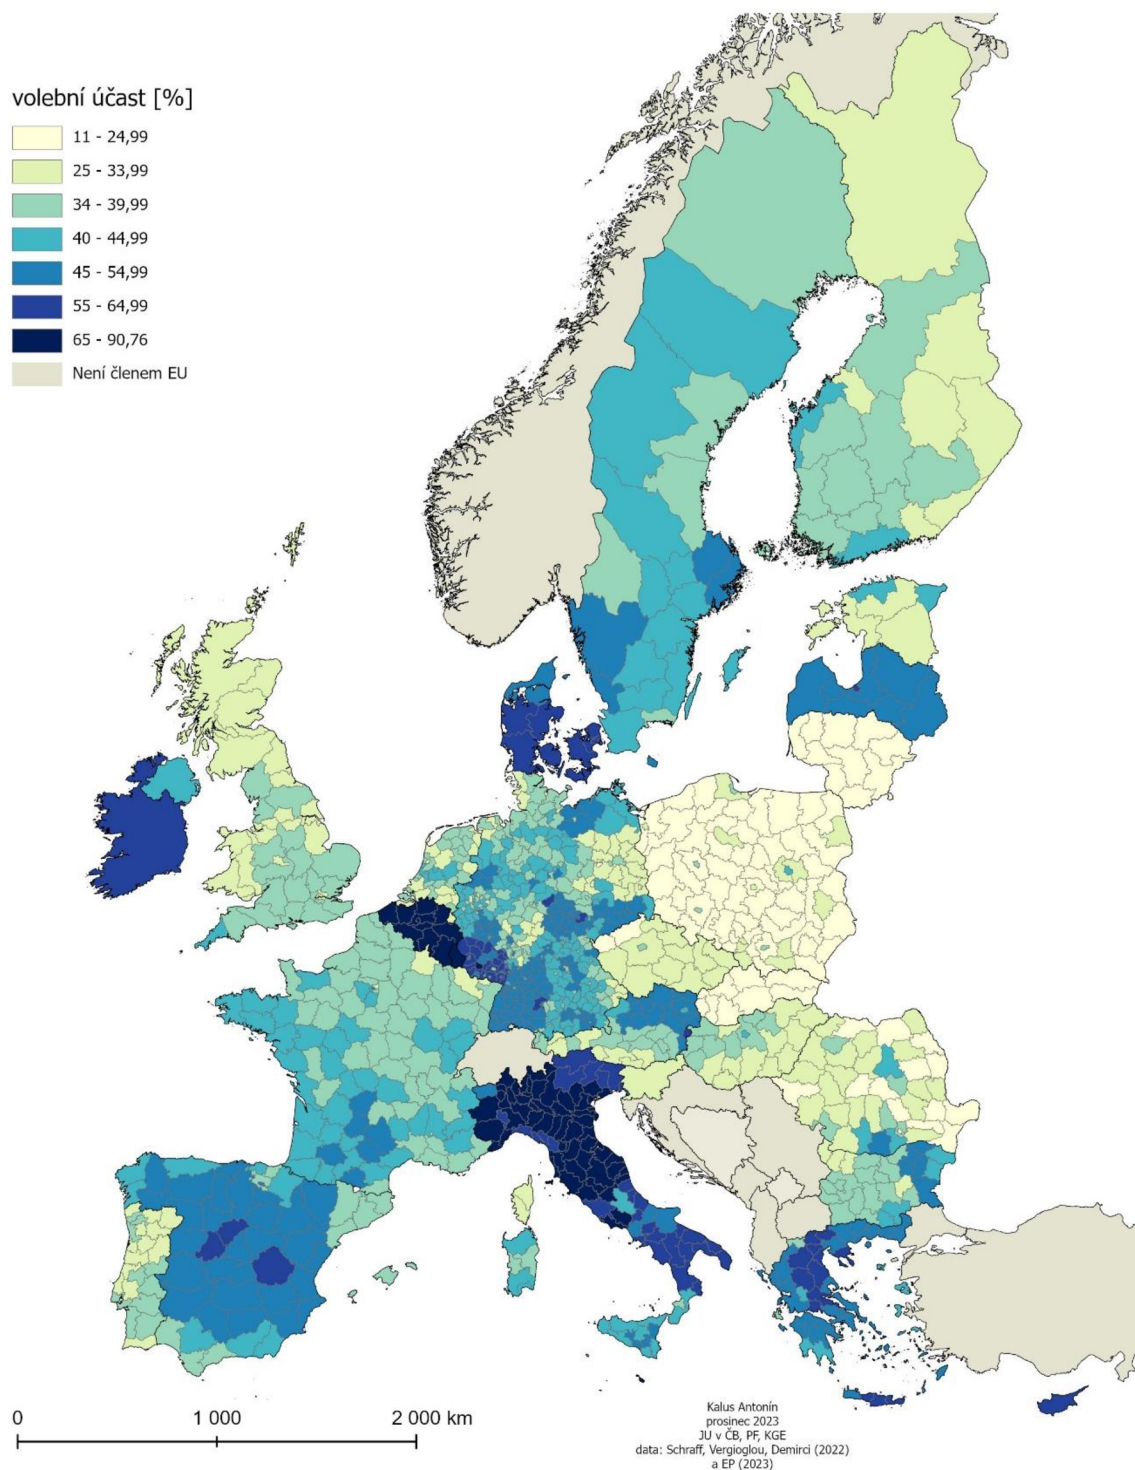 volební účast [%]
11 - 24,99
25 - 33,99
34 - 39,99
40 - 44,99
45 - 54,99
55 - 64,99
65 - 90,76
Není členem EU
0 1 000 2 000 km
Kalus Antonín
prosinec 2023
JU v ČB, PF, KGE
data: Schraff, Vergioglou, Demirci (2022)
a EP (2023)